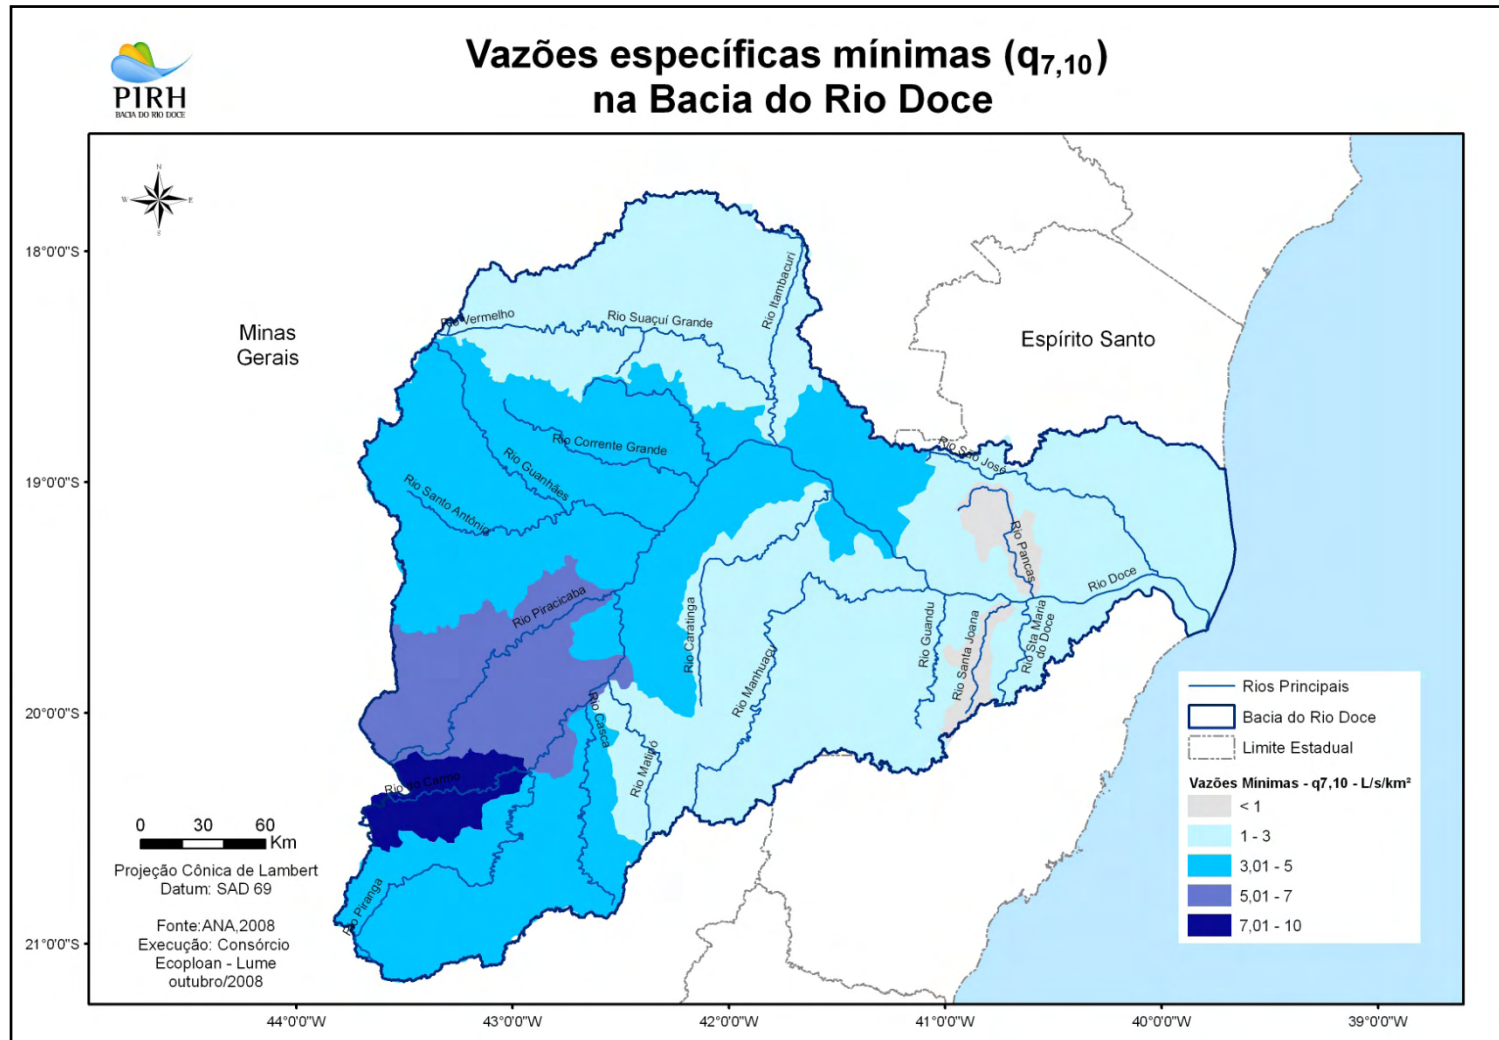 PIRH
BACIA DO RIO DOCE
Vazões específicas mínimas (q7,10)
na Bacia do Rio Doce
N
W
E
S
18°0'0"S
19°0'0"S
20°0'0"S
21°0'0"S
Minas
Gerais
Espírito Santo
Rio Vermelho
Rio Suaçuí Grande
Rio Itambacuri
Rio Corrente Grande
Rio Guanhães
Rio Santo Antônio
Rio São José
Rio Pancas
Rio Doce
Rio Piracicaba
Rio Caratinga
Rio Manhuaçu
Rio Guandu
Rio Santa Joana
Rio Sta Maria
do Doce
Rio Casca
Rio Matipó
Rio do Carmo
Rio Piranga
0 30 60
Km
Projeção Cônica de Lambert
Datum: SAD 69
Fonte:ANA,2008
Execução: Consórcio
Ecoploan - Lume
outubro/2008
Rios Principais
Bacia do Rio Doce
Limite Estadual
Vazões Mínimas - q7,10 - L/s/km²
< 1
1 - 3
3,01 - 5
5,01 - 7
7,01 - 10
44°0'0"W
43°0'0"W
42°0'0"W
41°0'0"W
40°0'0"W
39°0'0"W